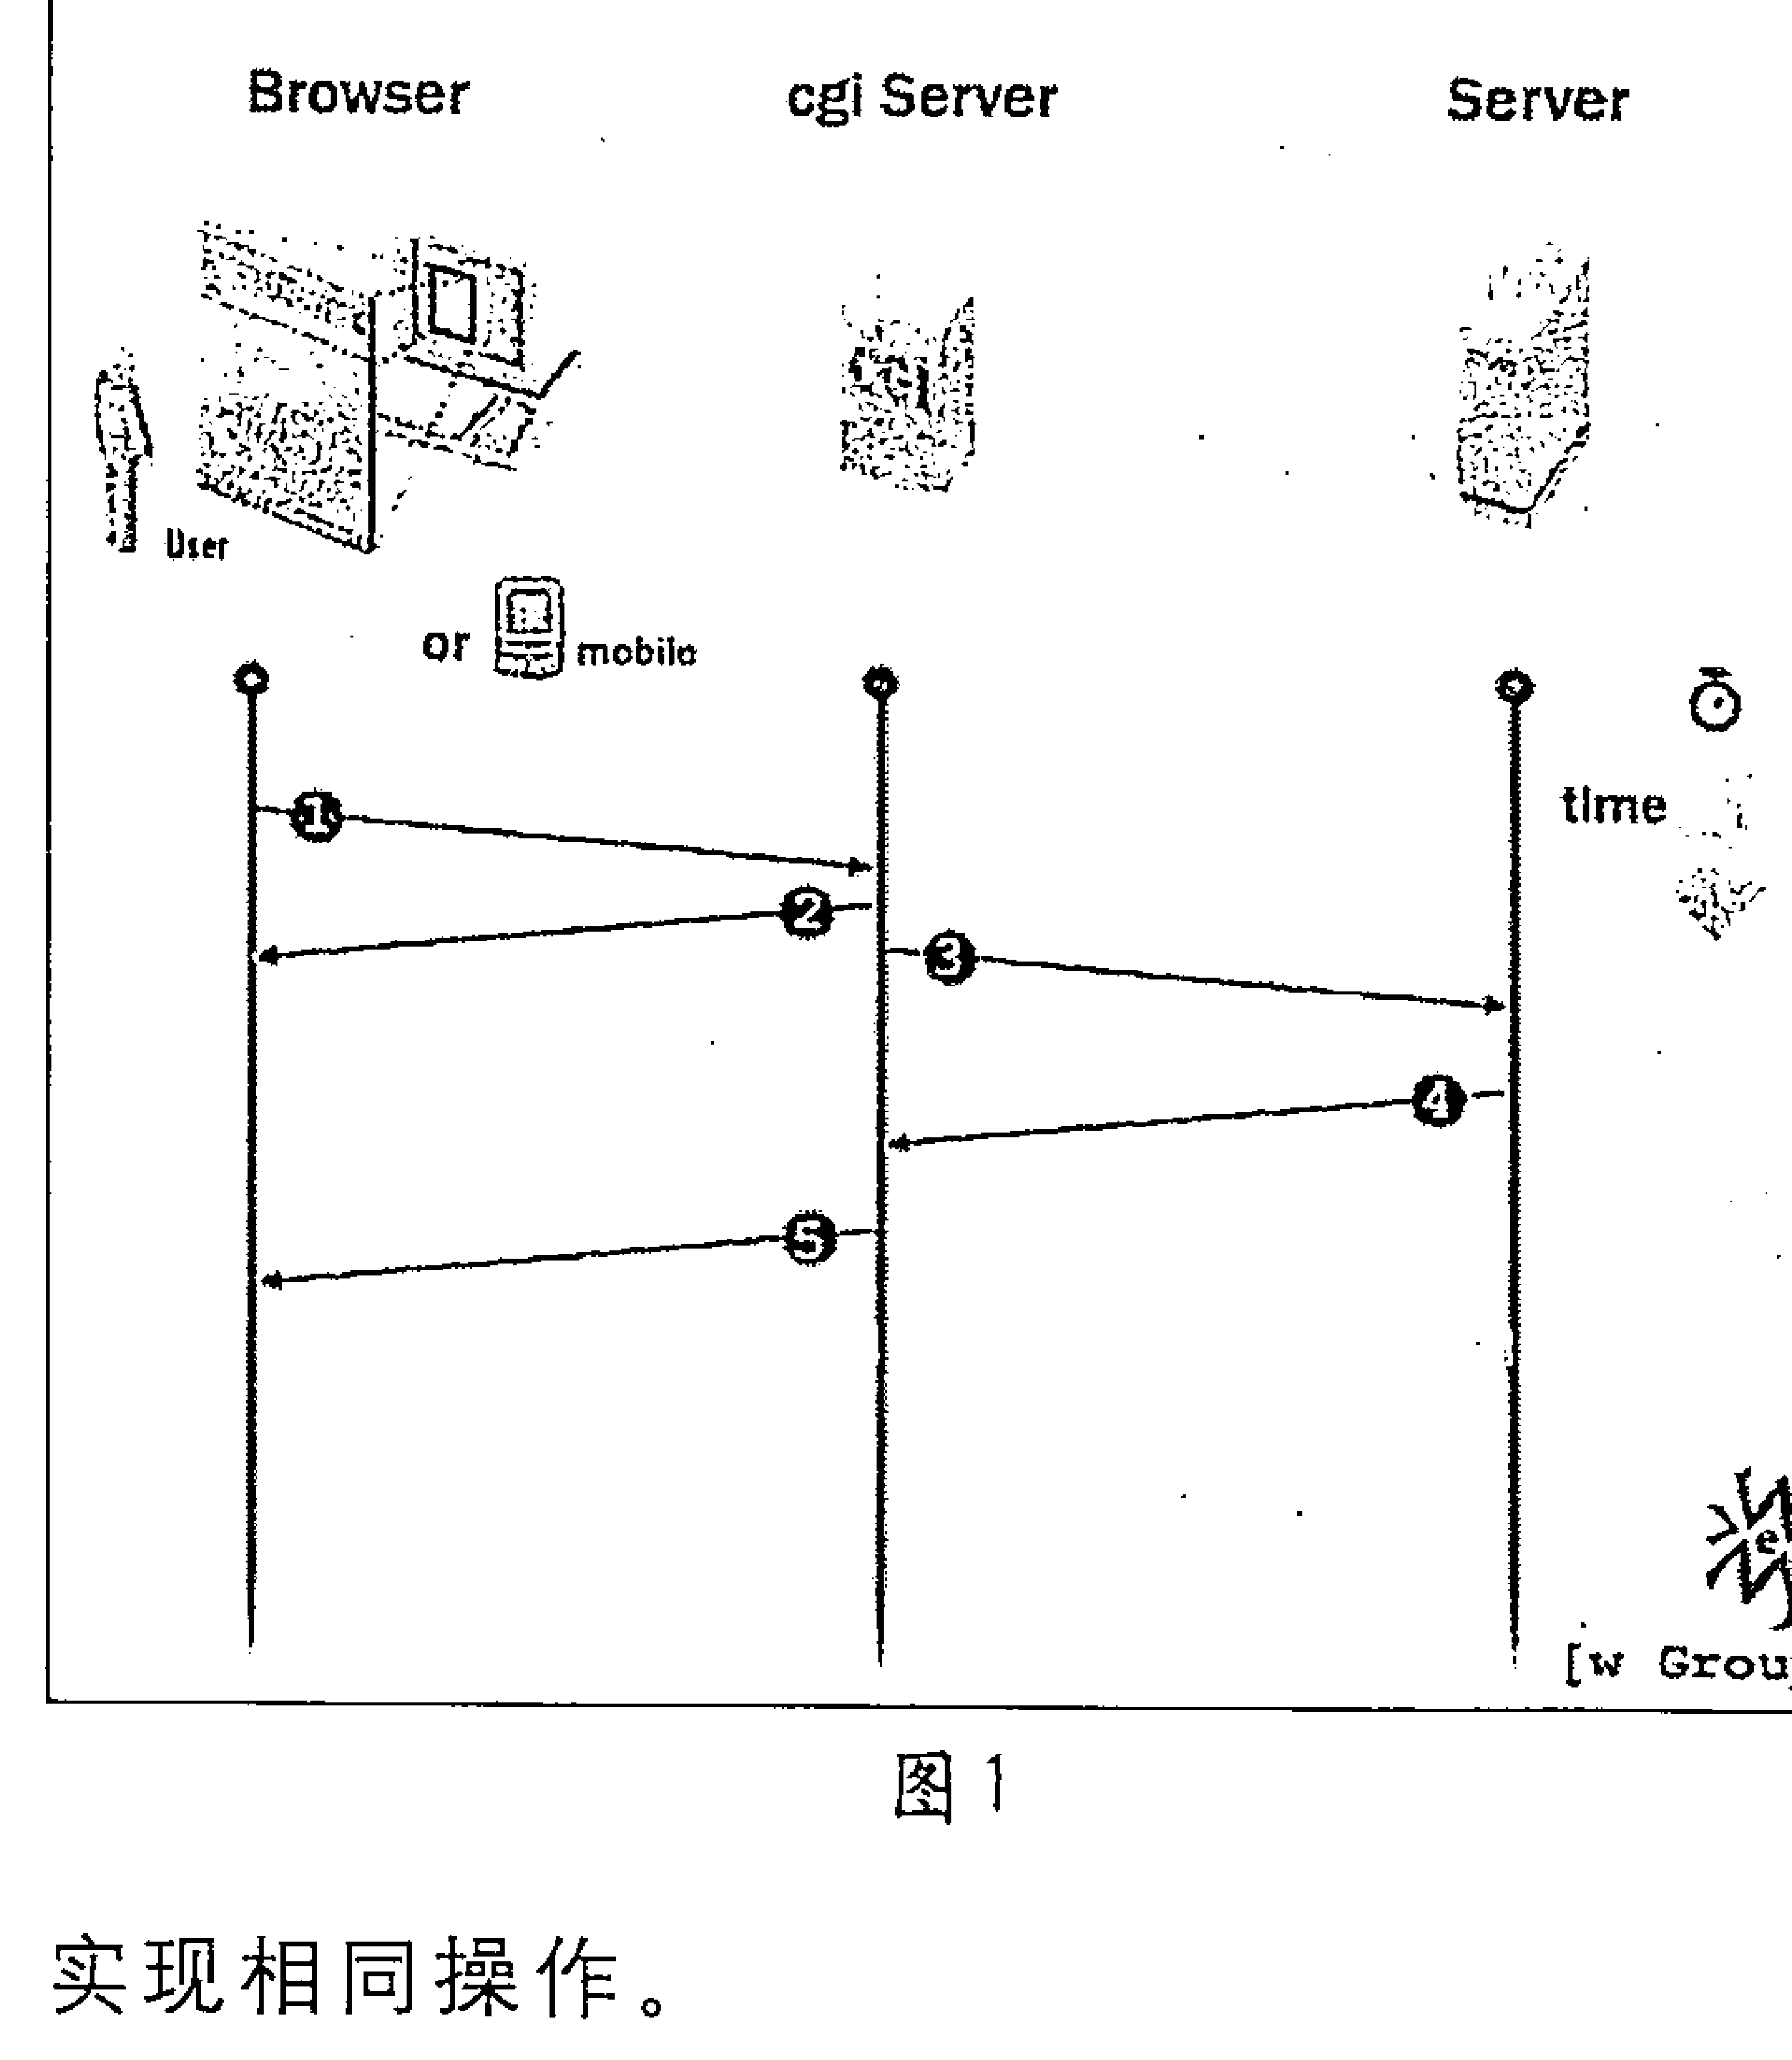 Browser cgi Server Server
User
or mobile
time
1
2
3
4
5
e
[w Grou
图 1
实现相同操作。